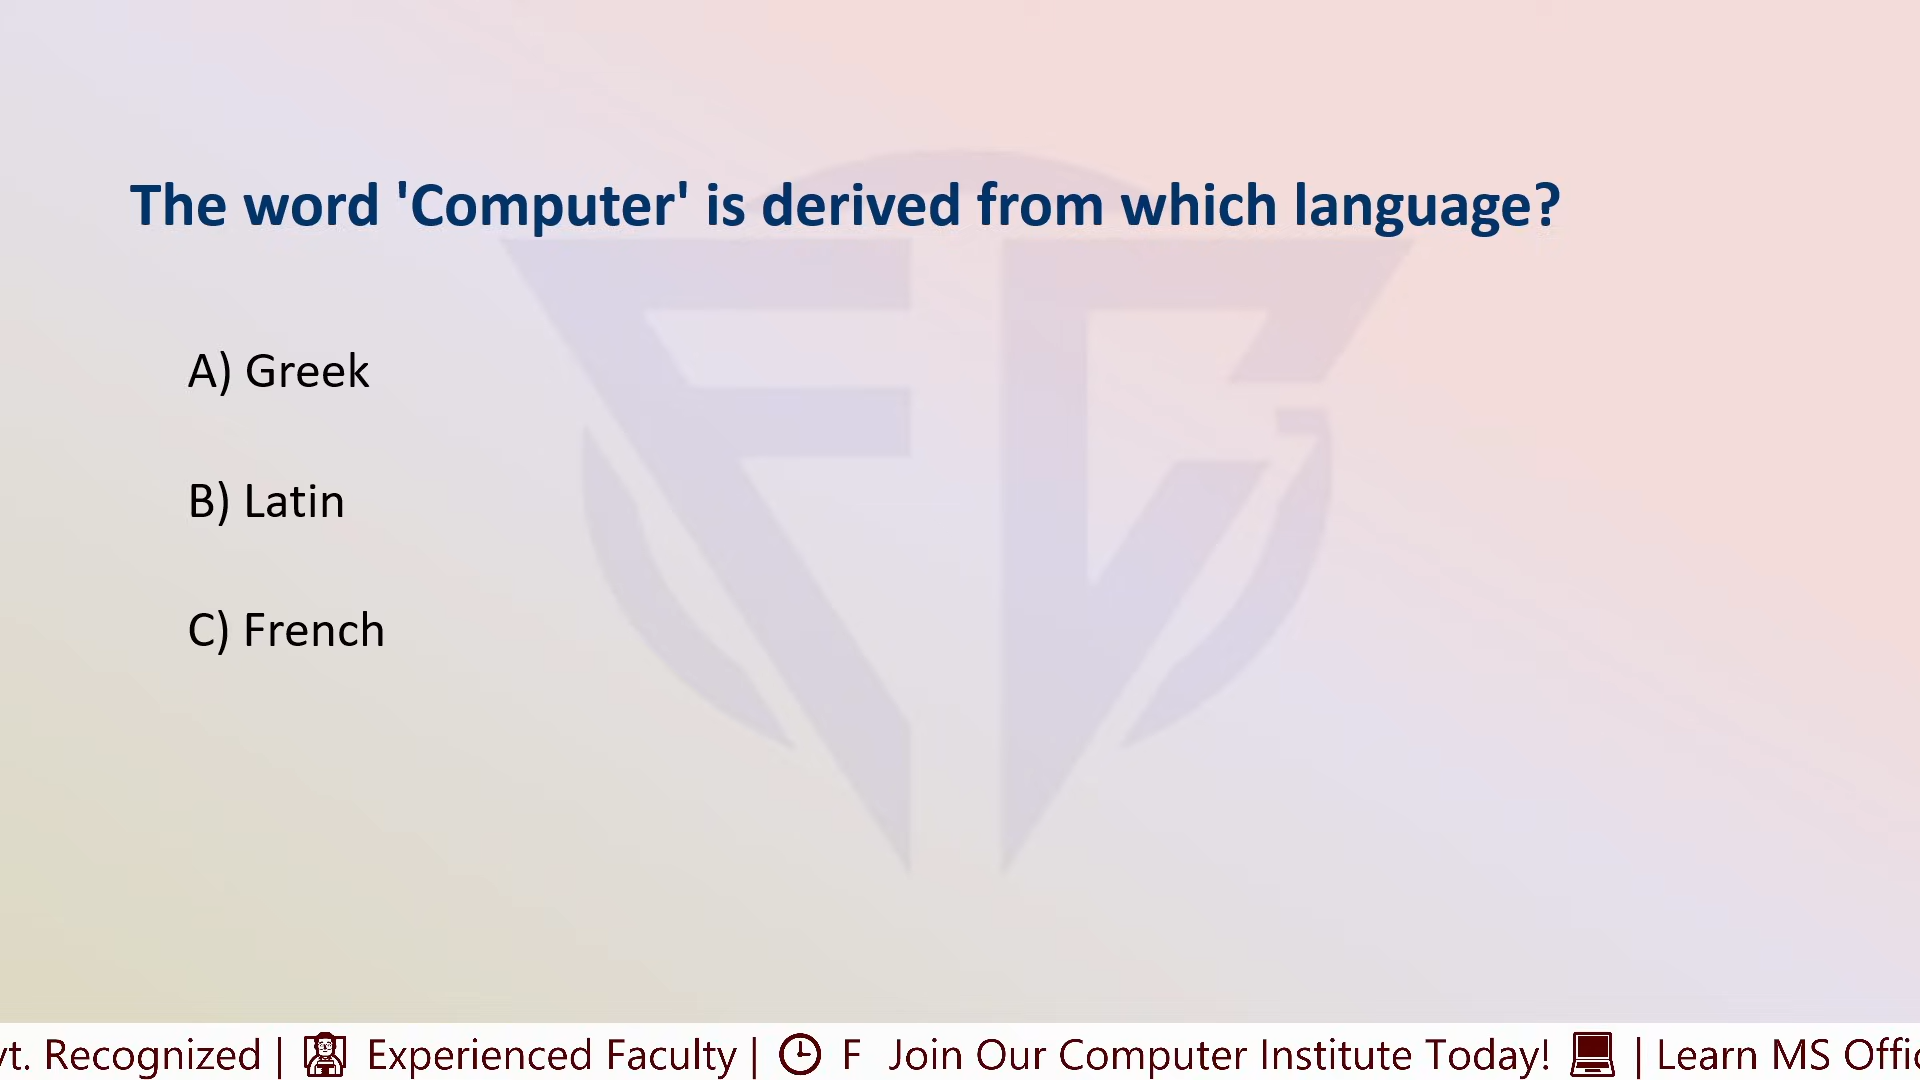 The word 'Computer' is derived from which language?
A) Greek
B) Latin
C) French
vt. Recognized | Experienced Faculty | F Join Our Computer Institute Today! | Learn MS Offic